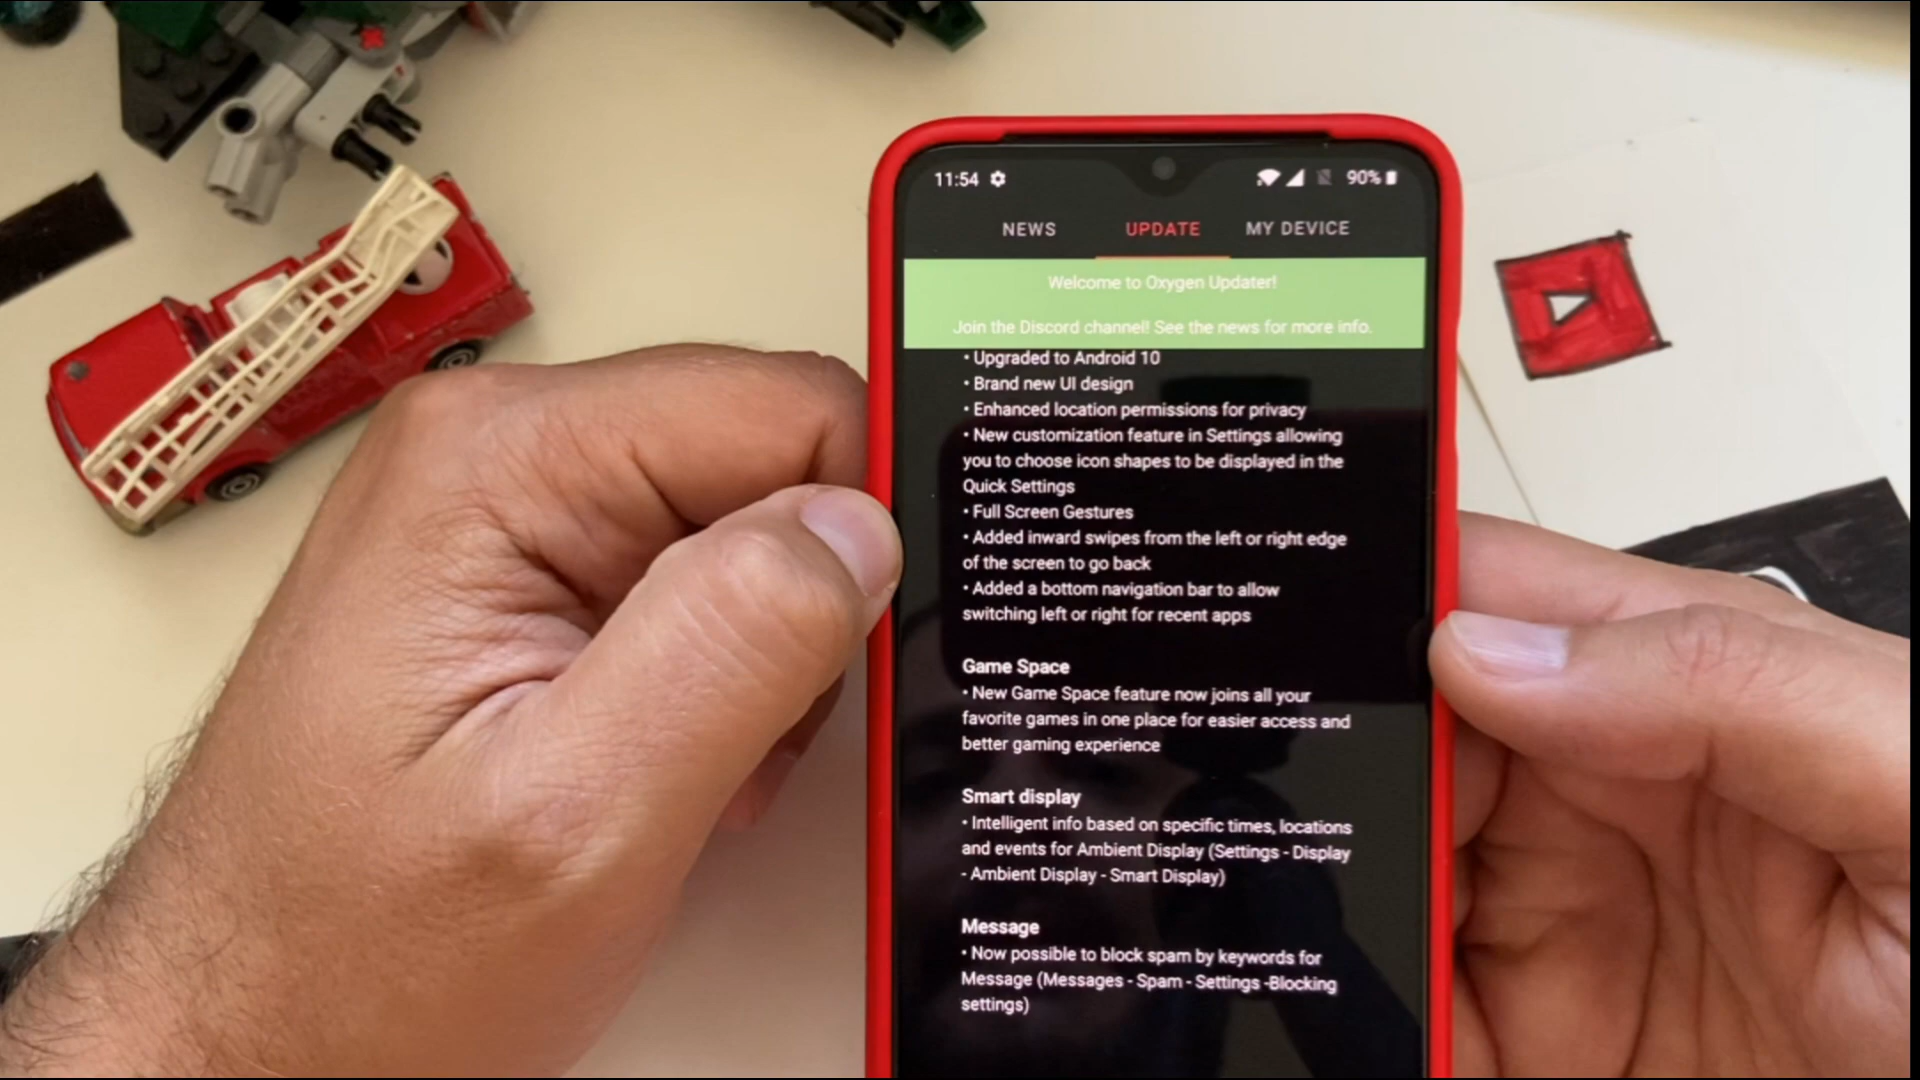 11:54
90%
NEWS UPDATE MY DEVICE
Welcome to Oxygen Updater!
Join the Discord channel! See the news for more info.
• Upgraded to Android 10
• Brand new UI design
• Enhanced location permissions for privacy
• New customization feature in Settings allowing
you to choose icon shapes to be displayed in the
Quick Settings
• Full Screen Gestures
• Added inward swipes from the left or right edge
of the screen to go back
• Added a bottom navigation bar to allow
switching left or right for recent apps
Game Space
• New Game Space feature now joins all your
favorite games in one place for easier access and
better gaming experience
Smart display
• Intelligent info based on specific times, locations
and events for Ambient Display (Settings - Display
- Ambient Display - Smart Display)
Message
• Now possible to block spam by keywords for
Message (Messages - Spam - Settings -Blocking
settings)